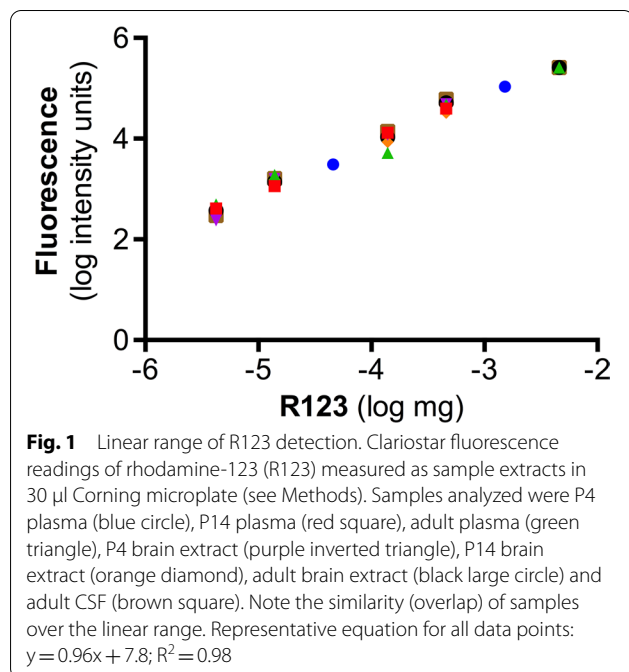 6
4
2
0
-6
-5
-4
-3
-2
Fluorescence
(log intensity units)
R123 (log mg)
Fig. 1 Linear range of R123 detection. Clariostar fluorescence
readings of rhodamine-123 (R123) measured as sample extracts in
30 μl Corning microplate (see Methods). Samples analyzed were P4
plasma (blue circle), P14 plasma (red square), adult plasma (green
triangle), P4 brain extract (purple inverted triangle), P14 brain
extract (orange diamond), adult brain extract (black large circle) and
adult CSF (brown square). Note the similarity (overlap) of samples
over the linear range. Representative equation for all data points:
y = 0.96x + 7.8; R² = 0.98